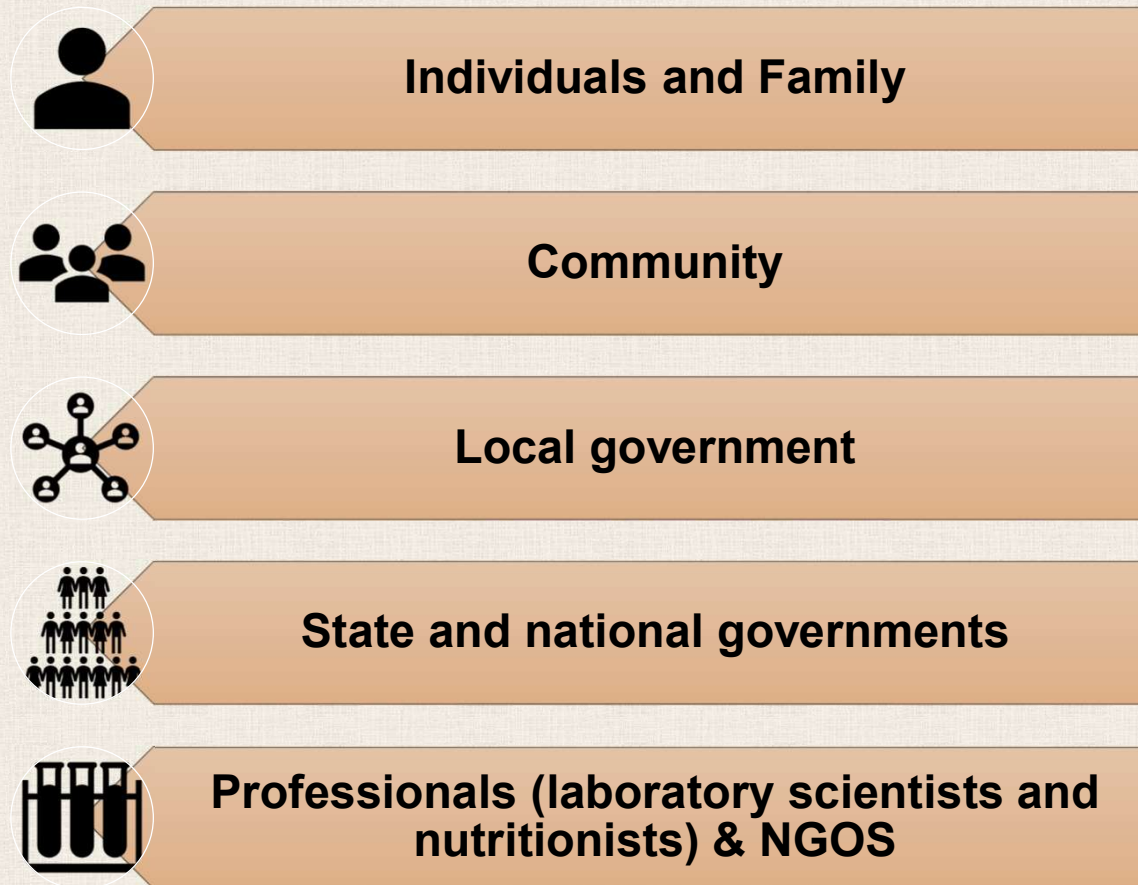 Individuals and Family
Community
Local government
State and national governments
Professionals (laboratory scientists and
nutritionists) & NGOS